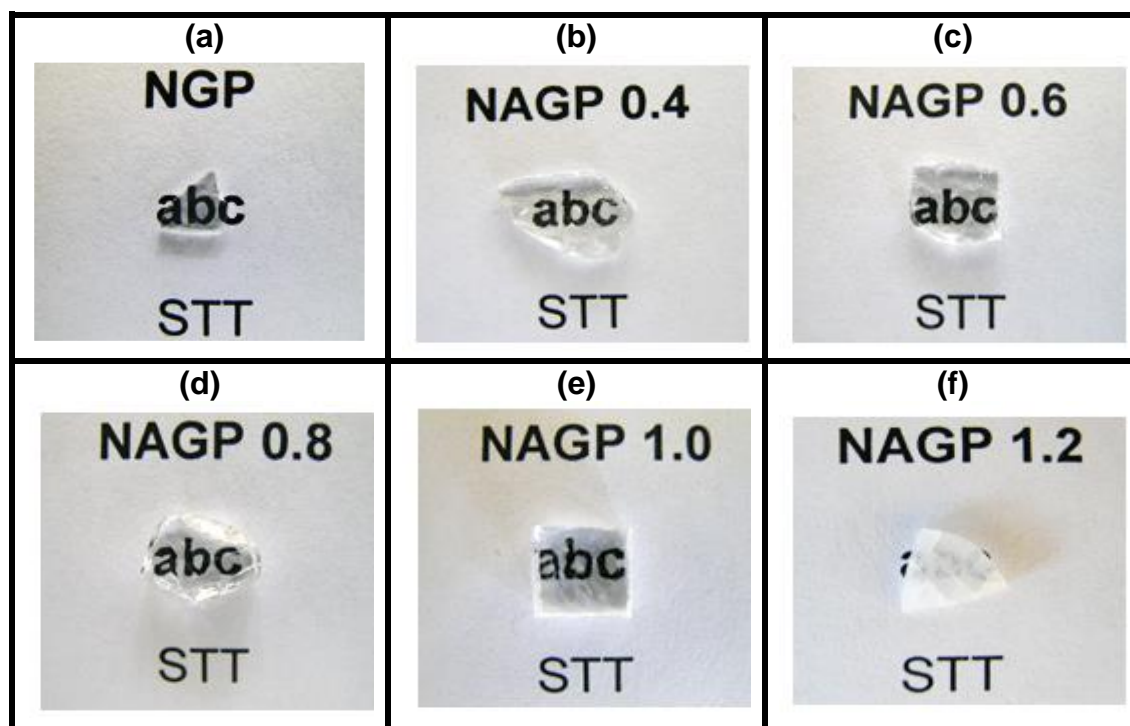 (a)
NGP
abc
STT
(b)
NAGP 0.4
abc
STT
(c)
NAGP 0.6
abc
STT
(d)
NAGP 0.8
abc
STT
(e)
NAGP 1.0
abc
STT
(f)
NAGP 1.2
STT